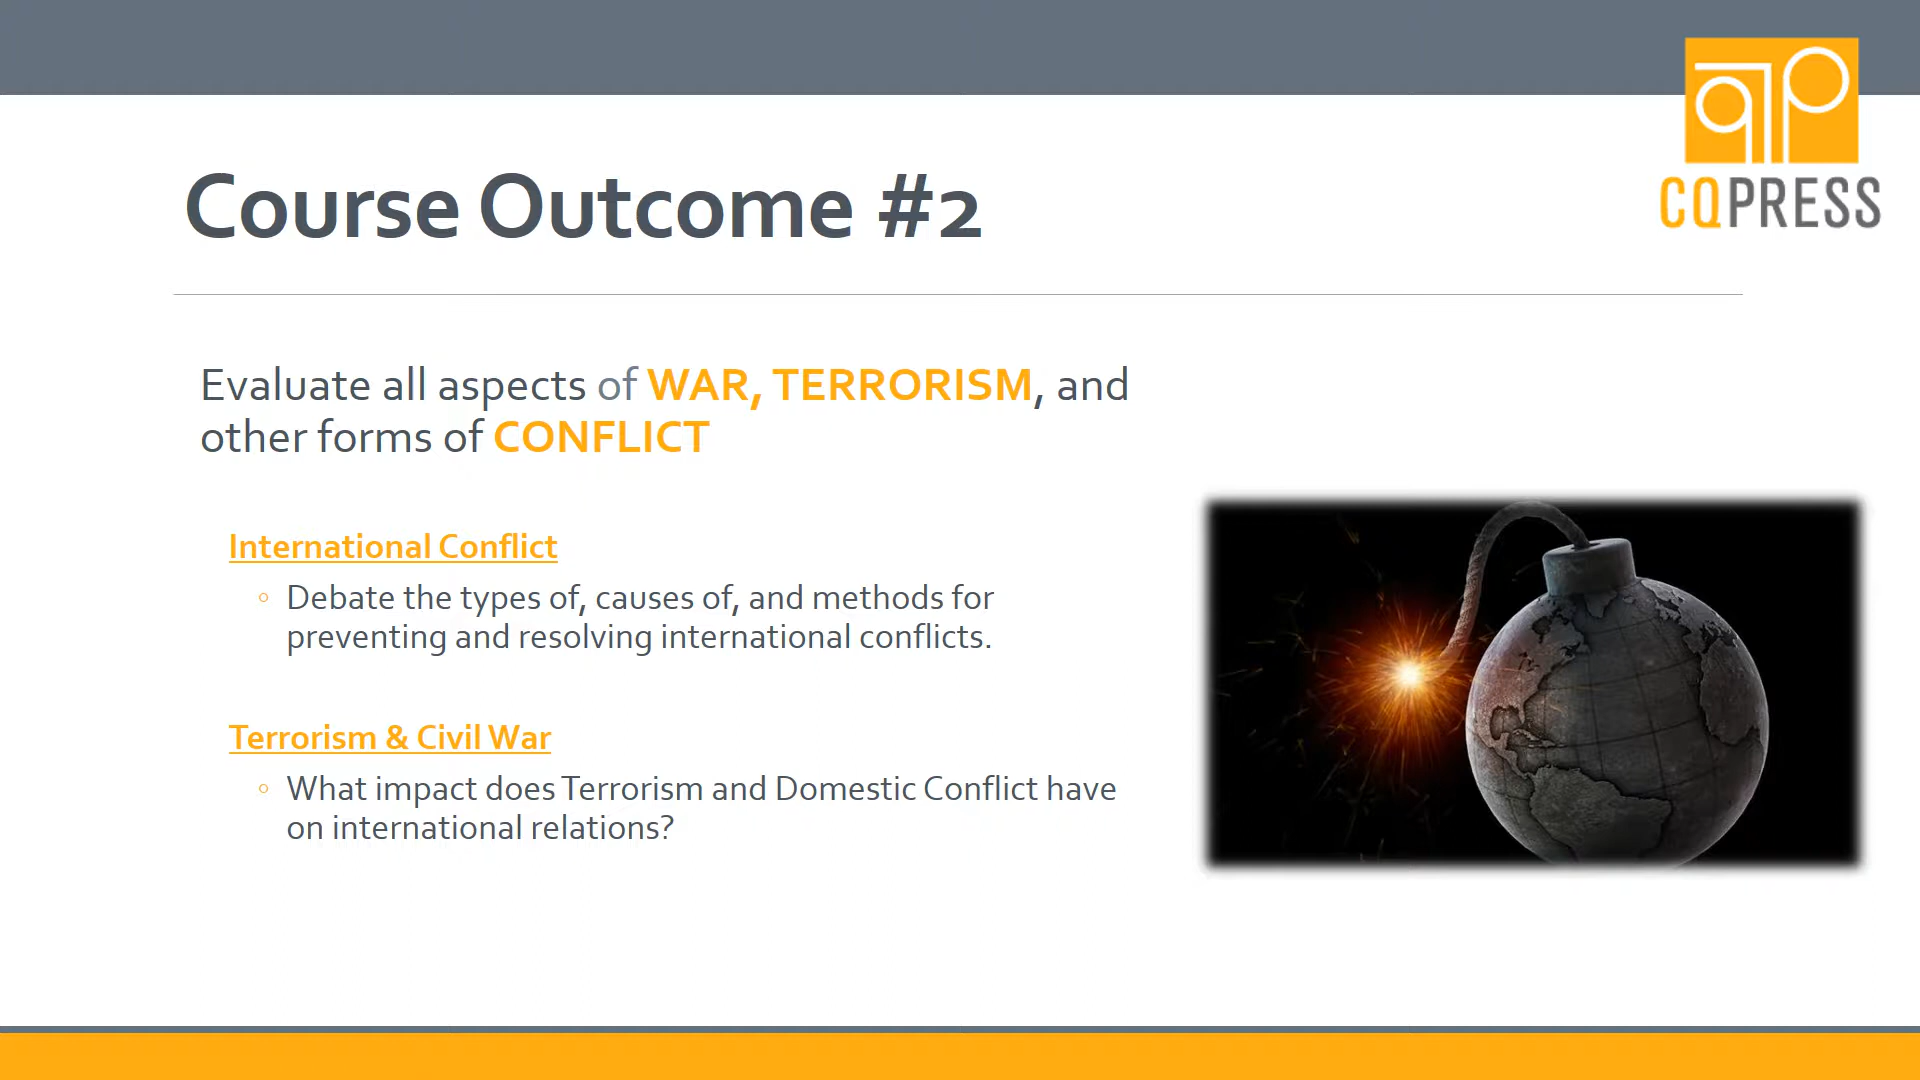 CQPRESS
Course Outcome #2
Evaluate all aspects of WAR, TERRORISM, and
other forms of CONFLICT
International Conflict
◦ Debate the types of, causes of, and methods for
preventing and resolving international conflicts.
Terrorism & Civil War
◦ What impact does Terrorism and Domestic Conflict have
on international relations?